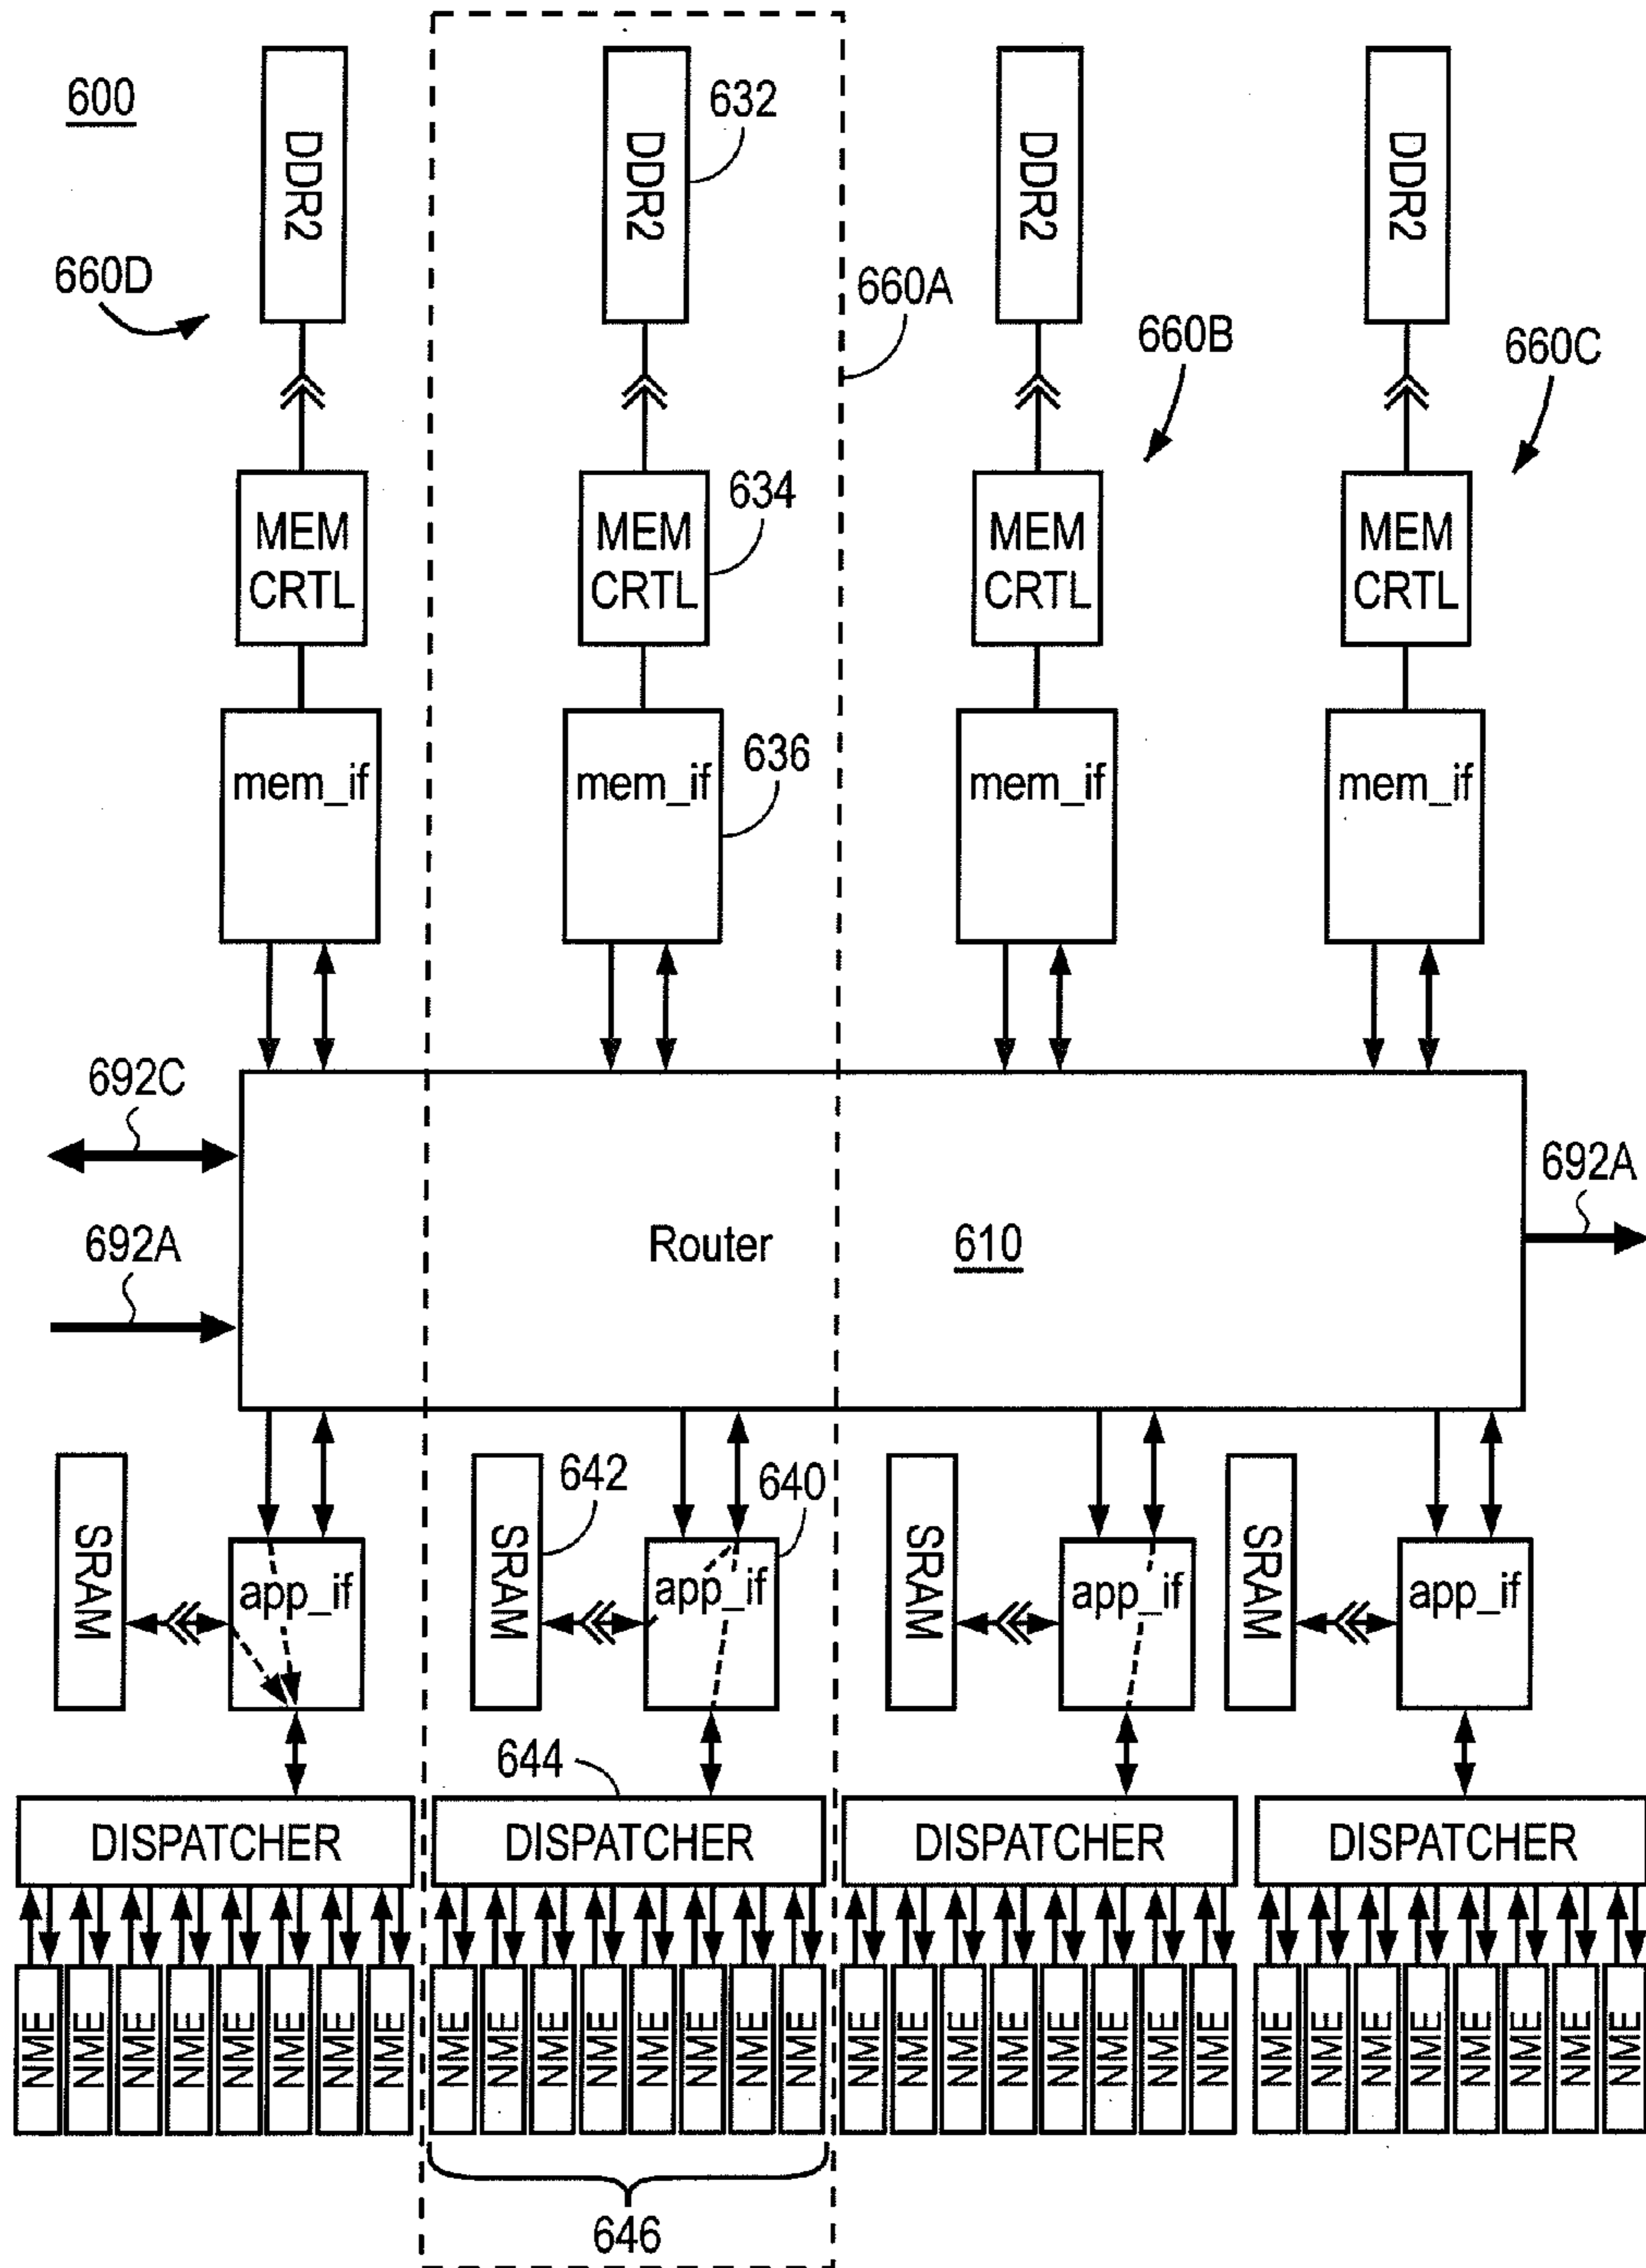 600
DDR2
DDR2
632
DDR2
DDR2
660D
660A
660B
660C
MEM
CRTL
MEM
CRTL
634
MEM
CRTL
MEM
CRTL
mem_if
mem_if
636
mem_if
mem_if
692C
692A
Router
610
692A
SRAM
app_if
SRAM
642
app_if
640
SRAM
app_if
SRAM
app_if
644
DISPATCHER
DISPATCHER
DISPATCHER
DISPATCHER
NME NME NME NME NME NME NME NME
NME NME NME NME NME NME NME NME
NME NME NME NME NME NME NME NME
NME NME NME NME NME NME NME NME
646